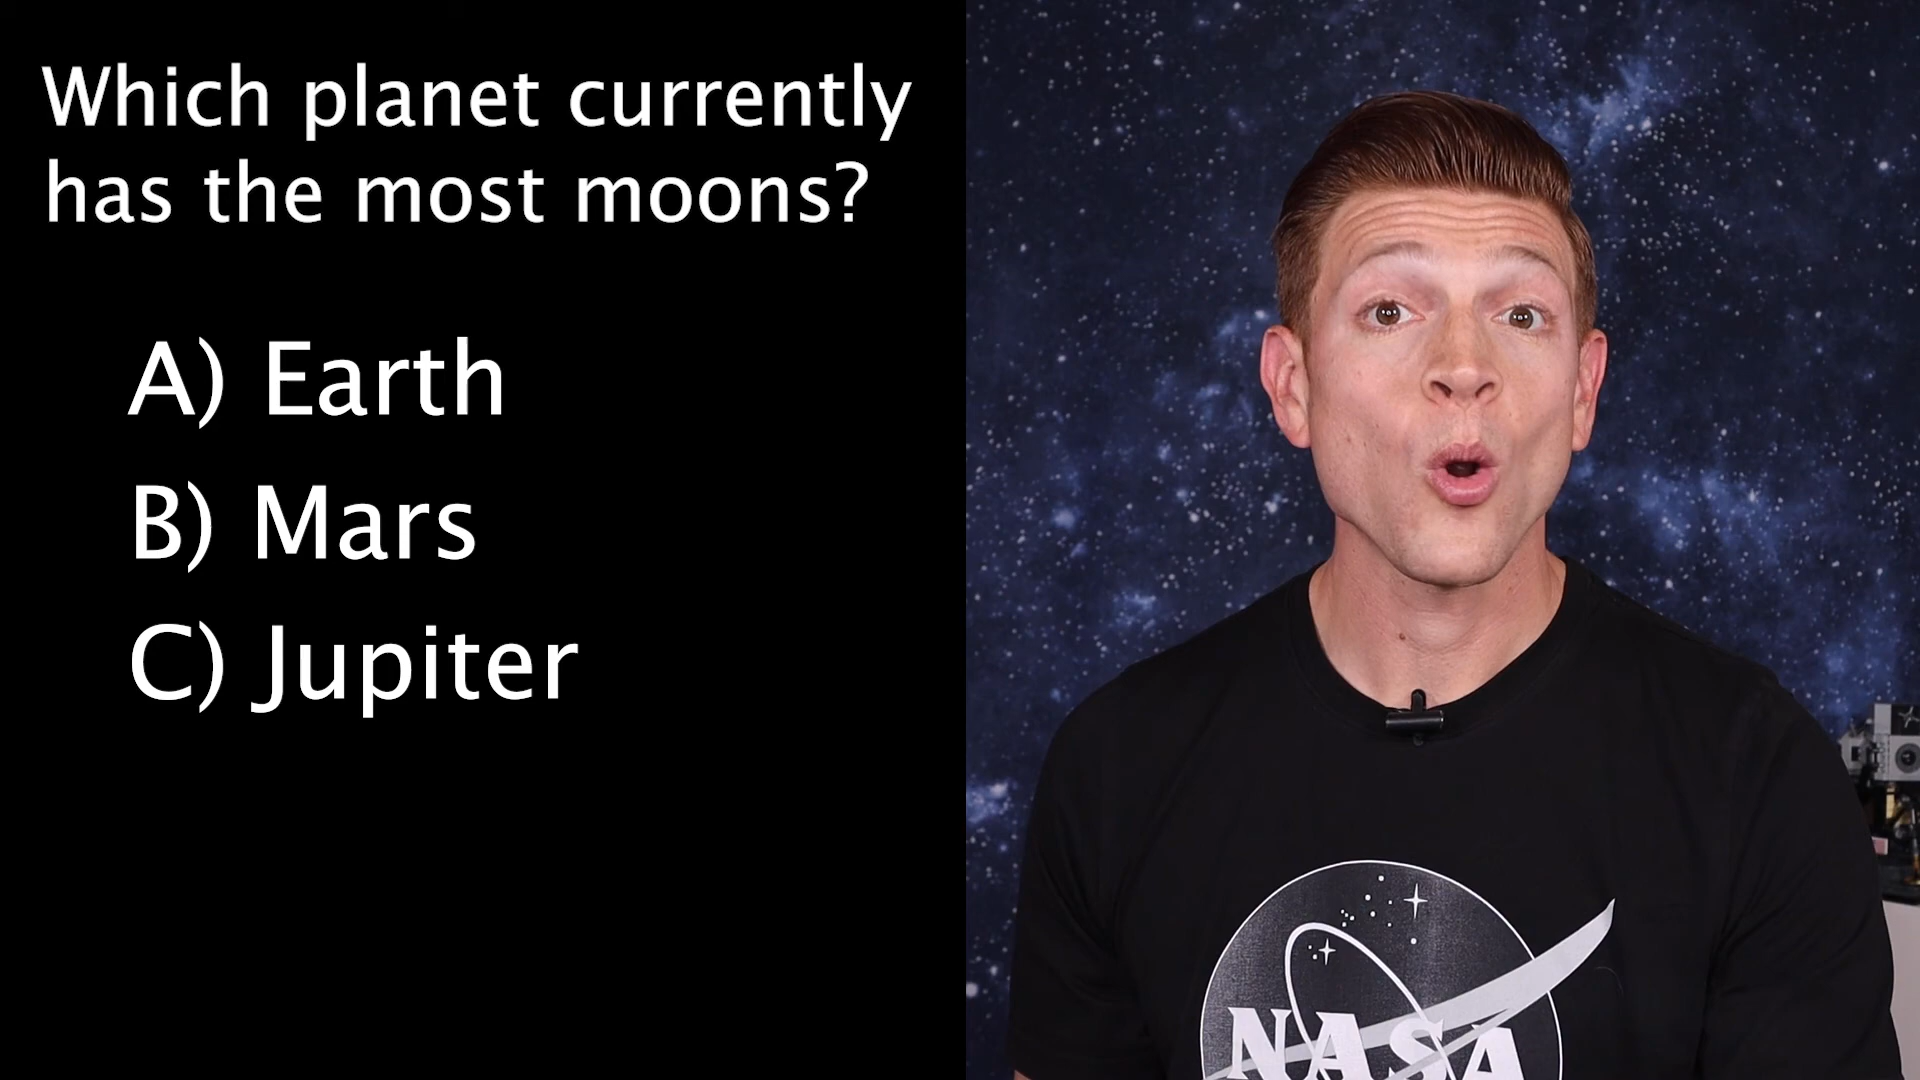 Which planet currently
has the most moons?
A) Earth
B) Mars
C) Jupiter
NASA